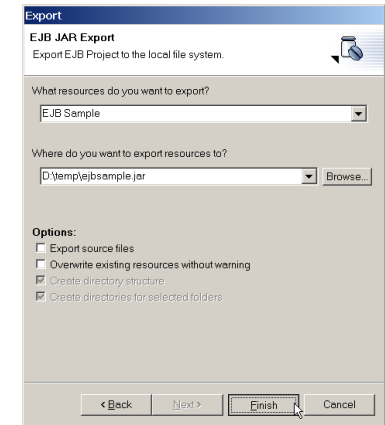 Export
EJB JAR Export
Export EJB Project to the local file system.
What resources do you want to export?
EJB Sample
Where do you want to export resources to?
D:\temp\ejbsample.jar
Browse...
Options:
Export source files
Overwrite existing resources without warning
Create directory structure
Create directories for selected folders
< Back
Next >
Finish
Cancel